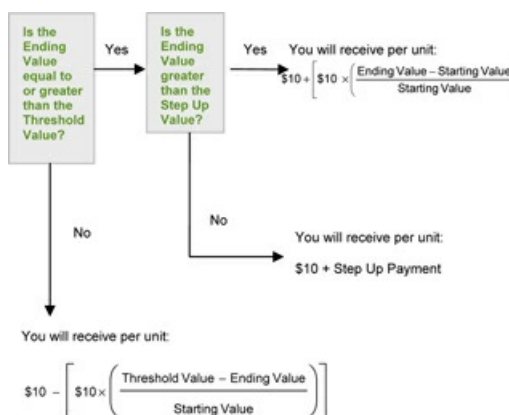 Is the
Ending
Value
equal to
or greater
than the
Threshold
Value?
Yes
Is the
Ending
Value
greater
than the
Step Up
Value?
Yes
You will receive per unit:
$10 + [ $10 × ( Ending Value – Starting Value
Starting Value
No
No
You will receive per unit:
$10 + Step Up Payment
You will receive per unit:
$10 – [ $10 × ( Threshold Value – Ending Value
Starting Value ) ]